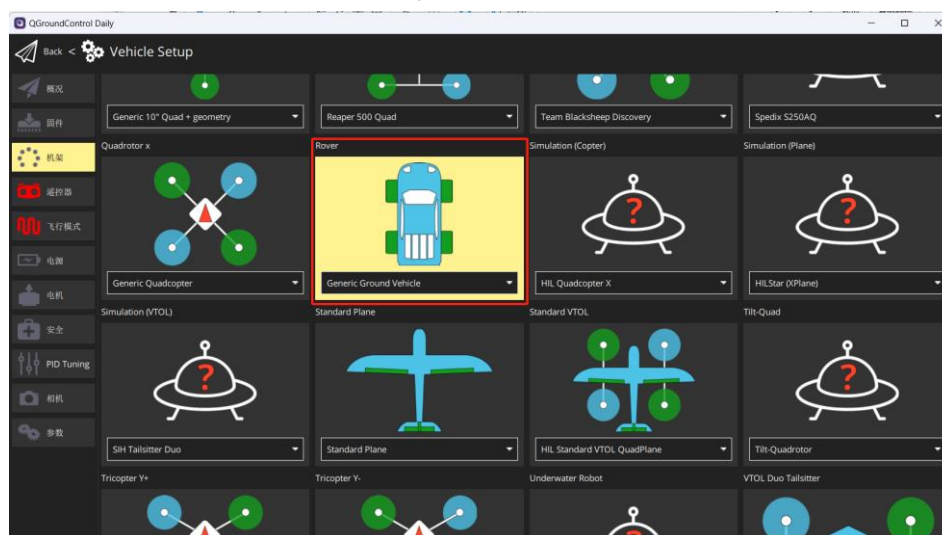 QGroundControl Daily
Back < Vehicle Setup
概况
固件
机架
遥控器
飞行模式
电源
电机
安全
PID Tuning
相机
参数
Generic 10" Quad + geometry
Reaper 500 Quad
Team Blacksheep Discovery
Spedix S250AQ
Quadrotor x
Rover
Simulation (Copter)
Simulation (Plane)
Generic Quadcopter
Generic Ground Vehicle
HIL Quadcopter X
HILStar (XPlane)
Simulation (VTOL)
Standard Plane
Standard VTOL
Tilt-Quad
SIH Tailsitter Duo
Standard Plane
HIL Standard VTOL QuadPlane
Tilt-Quadrotor
Tricopter Y+
Tricopter Y-
Underwater Robot
VTOL Duo Tailsitter